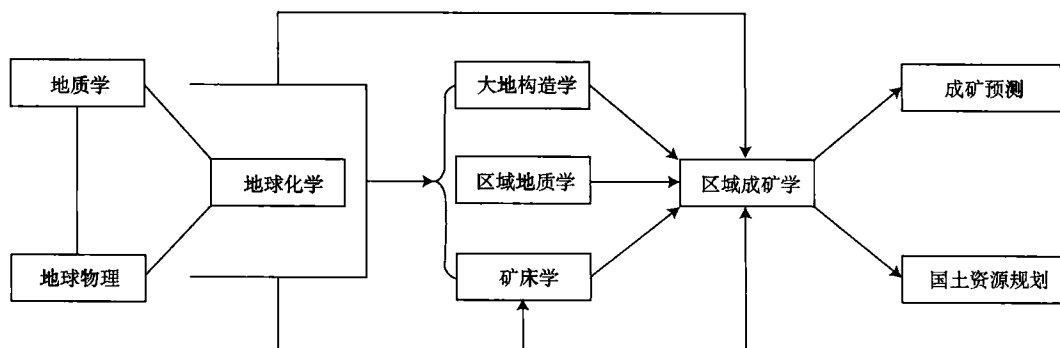 地质学
地球化学
地球物理
大地构造学
区域地质学
矿床学
区域成矿学
成矿预测
国土资源规划